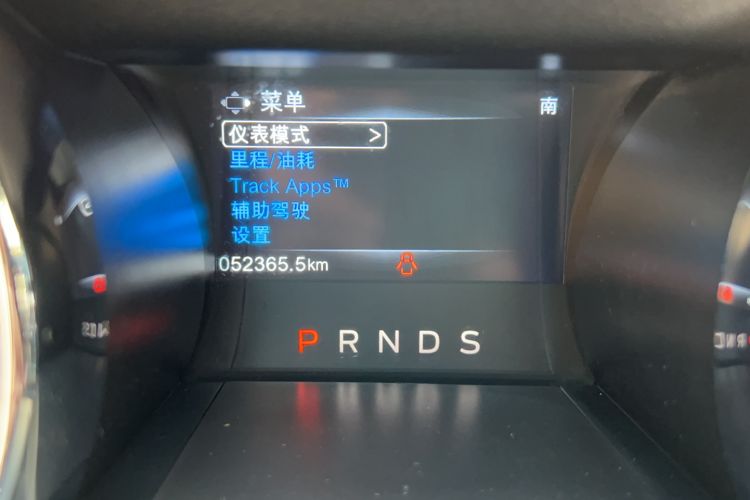 菜单
南
仪表模式 >
里程/油耗
Track Apps™
辅助驾驶
设置
052365.5km
P R N D S